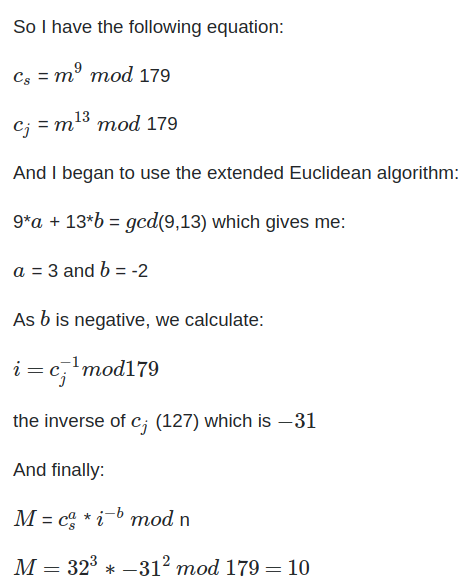 So I have the following equation:
c_s = m^9 mod 179
c_j = m^{13} mod 179
And I began to use the extended Euclidean algorithm:
9*a + 13*b = gcd(9,13) which gives me:
a = 3 and b = -2
As b is negative, we calculate:
i = c_j^{-1} mod179
the inverse of c_j (127) which is −31
And finally:
M = c_s^a * i^{-b} mod n
M = 32^3 * −31^2 mod 179 = 10